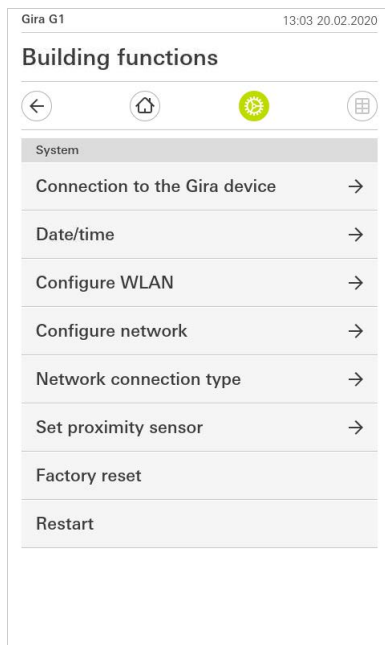 Gira G1 13:03 20.02.2020
Building functions
System
Connection to the Gira device
Date/time
Configure WLAN
Configure network
Network connection type
Set proximity sensor
Factory reset
Restart